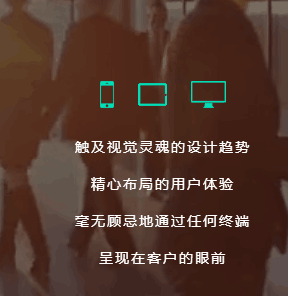 触及视觉灵魂的设计趋势
精心布局的用户体验
毫无顾忌地通过任何终端
呈现在客户的眼前